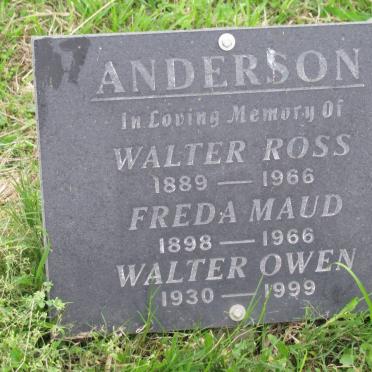 ANDERSON
In Loving Memory Of
WALTER ROSS
1889 — 1966
FREDA MAUD
1898 — 1966
WALTER OWEN
1930 — 1999